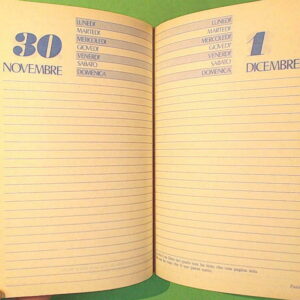 30
NOVEMBRE
LUNEDI'
MARTEDI'
MERCOLEDI'
GIOVEDI'
VENERDI'
SABATO
DOMENICA
1
DICEMBRE
LUNEDI'
MARTEDI'
MERCOLEDI'
GIOVEDI'
VENERDI'
SABATO
DOMENICA